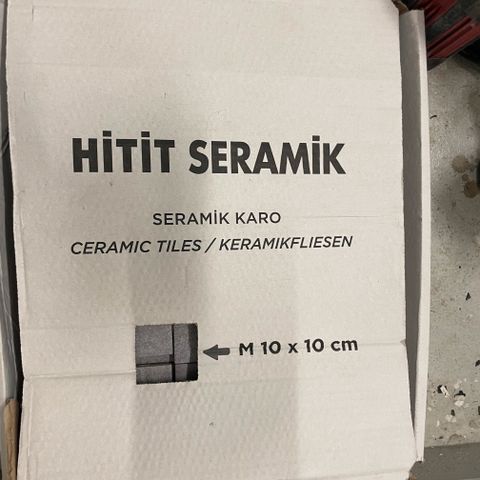 HİTİT SERAMİK
SERAMİK KARO
CERAMIC TILES / KERAMIKFLIESEN
M 10 x 10 cm